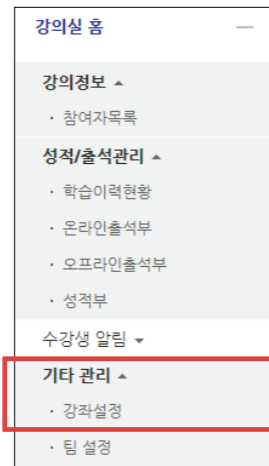 강의실 홈 —
강의정보 ▲
· 참여자목록
성적/출석관리 ▲
· 학습이력현황
· 온라인출석부
· 오프라인출석부
· 성적부
수강생 알림 ▼
기타 관리 ▲
· 강좌설정
· 팀 설정